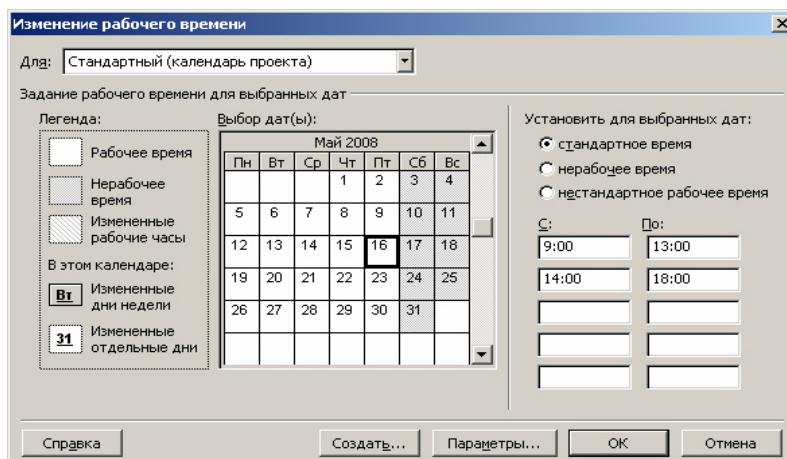 Изменение рабочего времени
Для: Стандартный (календарь проекта)
Задание рабочего времени для выбранных дат
Легенда:
Рабочее время
Нерабочее
время
Измененные
рабочие часы
В этом календаре:
Вт Измененные
дни недели
31 Измененные
отдельные дни
Выбор дат(ы):
Май 2008
Пн Вт Ср Чт Пт Сб Вс
1 2 3 4
5 6 7 8 9 10 11
12 13 14 15 16 17 18
19 20 21 22 23 24 25
26 27 28 29 30 31
Установить для выбранных дат:
стандартное время
нерабочее время
нестандартное рабочее время
С: По:
9:00 13:00
14:00 18:00
Справка Создать... Параметры... ОК Отмена